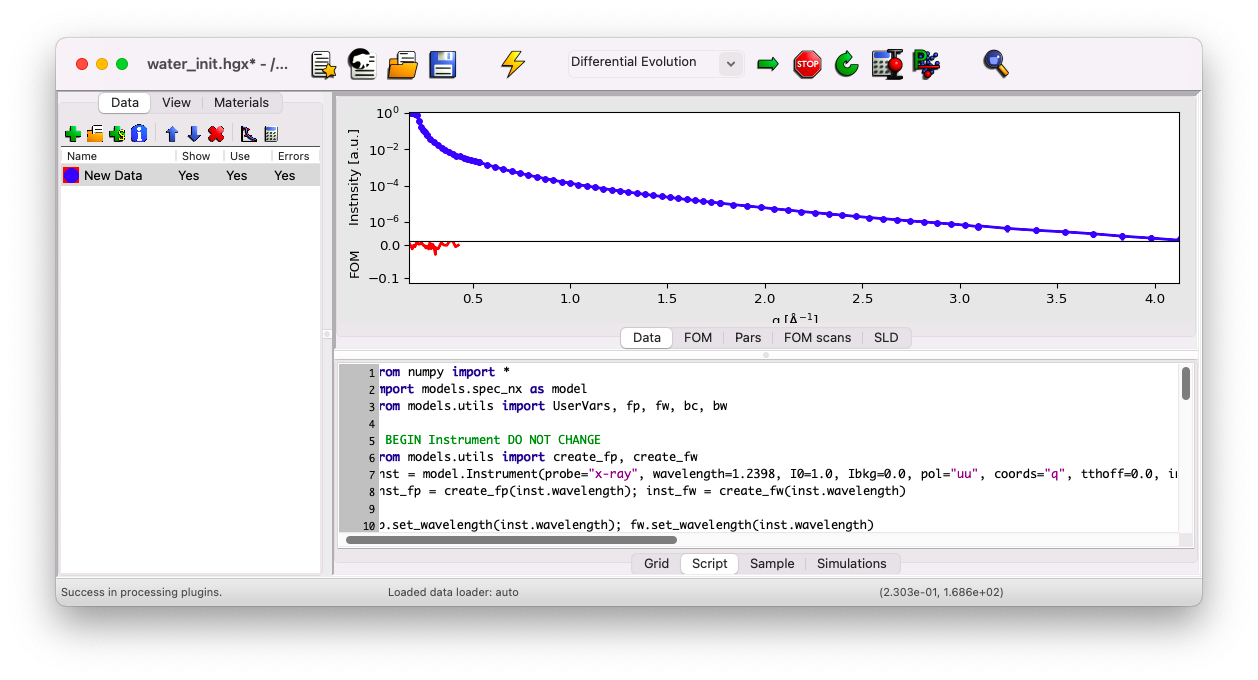 water_init.hgx* - /...
Differential Evolution
STOP
Data View Materials
Name Show Use Errors
New Data Yes Yes Yes
Instnsity [a.u.]
10⁰
10⁻²
10⁻⁴
10⁻⁶
FOM
0.0
−0.1
0.5 1.0 1.5 2.0 2.5 3.0 3.5 4.0
q [Å⁻¹]
Data FOM Pars FOM scans SLD
1 rom numpy import *
2 mport models.spec_nx as model
3 rom models.utils import UserVars, fp, fw, bc, bw
4
5 BEGIN Instrument DO NOT CHANGE
6 rom models.utils import create_fp, create_fw
7 nst = model.Instrument(probe="x-ray", wavelength=1.2398, I0=1.0, Ibkg=0.0, pol="uu", coords="q", tthoff=0.0, i
8 nst_fp = create_fp(inst.wavelength); inst_fw = create_fw(inst.wavelength)
9
10 p.set_wavelength(inst.wavelength); fw.set_wavelength(inst.wavelength)
Grid Script Sample Simulations
Success in processing plugins. Loaded data loader: auto (2.303e-01, 1.686e+02)